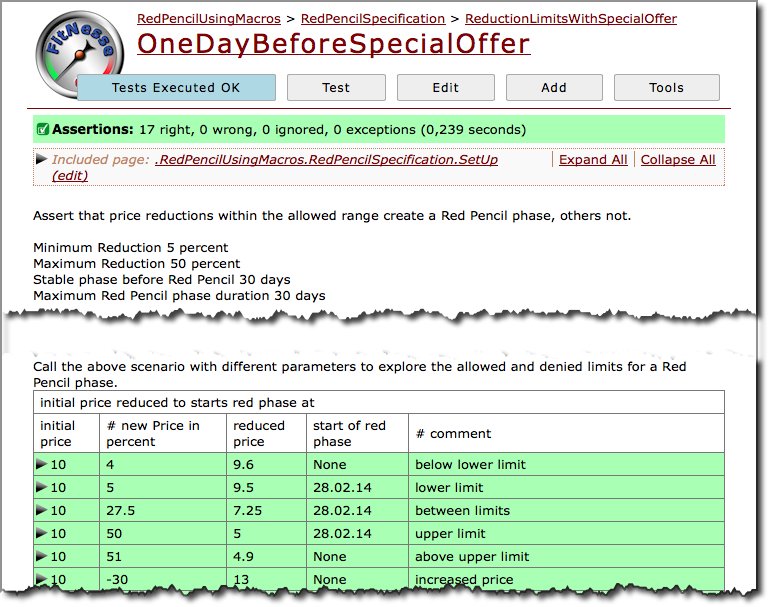 FitNesse
RedPencilUsingMacros > RedPencilSpecification > ReductionLimitsWithSpecialOffer
OneDayBeforeSpecialOffer
Tests Executed OK Test Edit Add Tools
Assertions: 17 right, 0 wrong, 0 ignored, 0 exceptions (0,239 seconds)
Included page: .RedPencilUsingMacros.RedPencilSpecification.SetUp Expand All Collapse All
(edit)
Assert that price reductions within the allowed range create a Red Pencil phase, others not.
Minimum Reduction 5 percent
Maximum Reduction 50 percent
Stable phase before Red Pencil 30 days
Maximum Red Pencil phase duration 30 days
Call the above scenario with different parameters to explore the allowed and denied limits for a Red
Pencil phase.
initial price reduced to starts red phase at
initial price # new Price in percent reduced price start of red phase # comment
10 4 9.6 None below lower limit
10 5 9.5 28.02.14 lower limit
10 27.5 7.25 28.02.14 between limits
10 50 5 28.02.14 upper limit
10 51 4.9 None above upper limit
10 -30 13 None increased price